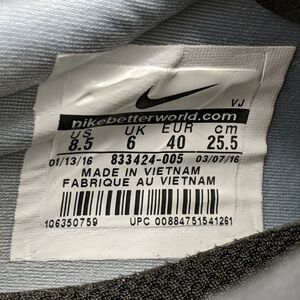 VJ
nikebetterworld.com
US UK EUR cm
8.5 6 40 25.5
01/13/16 833424-005 03/07/16
MADE IN VIETNAM
FABRIQUE AU VIETNAM
106350759 UPC 00884751541261